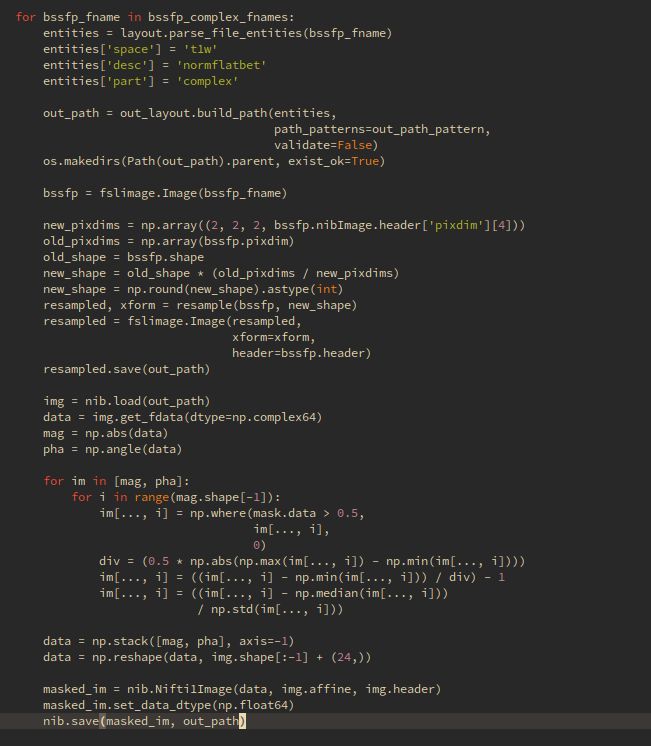 for bssfp_fname in bssfp_complex_fnames:
    entities = layout.parse_file_entities(bssfp_fname)
    entities['space'] = 't1w'
    entities['desc'] = 'normflatbet'
    entities['part'] = 'complex'

    out_path = out_layout.build_path(entities,
                                     path_patterns=out_path_pattern,
                                     validate=False)
    os.makedirs(Path(out_path).parent, exist_ok=True)

    bssfp = fslimage.Image(bssfp_fname)

    new_pixdims = np.array((2, 2, 2, bssfp.nibImage.header['pixdim'][4]))
    old_pixdims = np.array(bssfp.pixdim)
    old_shape = bssfp.shape
    new_shape = old_shape * (old_pixdims / new_pixdims)
    new_shape = np.round(new_shape).astype(int)
    resampled, xform = resample(bssfp, new_shape)
    resampled = fslimage.Image(resampled,
                               xform=xform,
                               header=bssfp.header)
    resampled.save(out_path)

    img = nib.load(out_path)
    data = img.get_fdata(dtype=np.complex64)
    mag = np.abs(data)
    pha = np.angle(data)

    for im in [mag, pha]:
        for i in range(mag.shape[-1]):
            im[..., i] = np.where(mask.data > 0.5,
                                  im[..., i],
                                  0)
            div = (0.5 * np.abs(np.max(im[..., i]) - np.min(im[..., i])))
            im[..., i] = ((im[..., i] - np.min(im[..., i])) / div) - 1
            im[..., i] = ((im[..., i] - np.median(im[..., i]))
                          / np.std(im[..., i]))

    data = np.stack([mag, pha], axis=-1)
    data = np.reshape(data, img.shape[:-1] + (24,))

    masked_im = nib.Nifti1Image(data, img.affine, img.header)
    masked_im.set_data_dtype(np.float64)
    nib.save(masked_im, out_path)